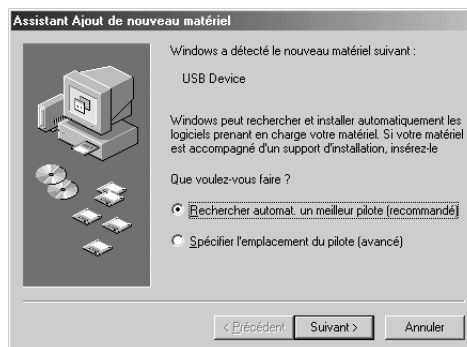 Assistant Ajout de nouveau matériel
Windows a détecté le nouveau matériel suivant :
USB Device
Windows peut rechercher et installer automatiquement les
logiciels prenant en charge votre matériel. Si votre matériel
est accompagné d'un support d'installation, insérez-le
Que voulez-vous faire ?
Rechercher automat. un meilleur pilote (recommandé)
Spécifier l'emplacement du pilote (avancé)
< Précédent Suivant > Annuler